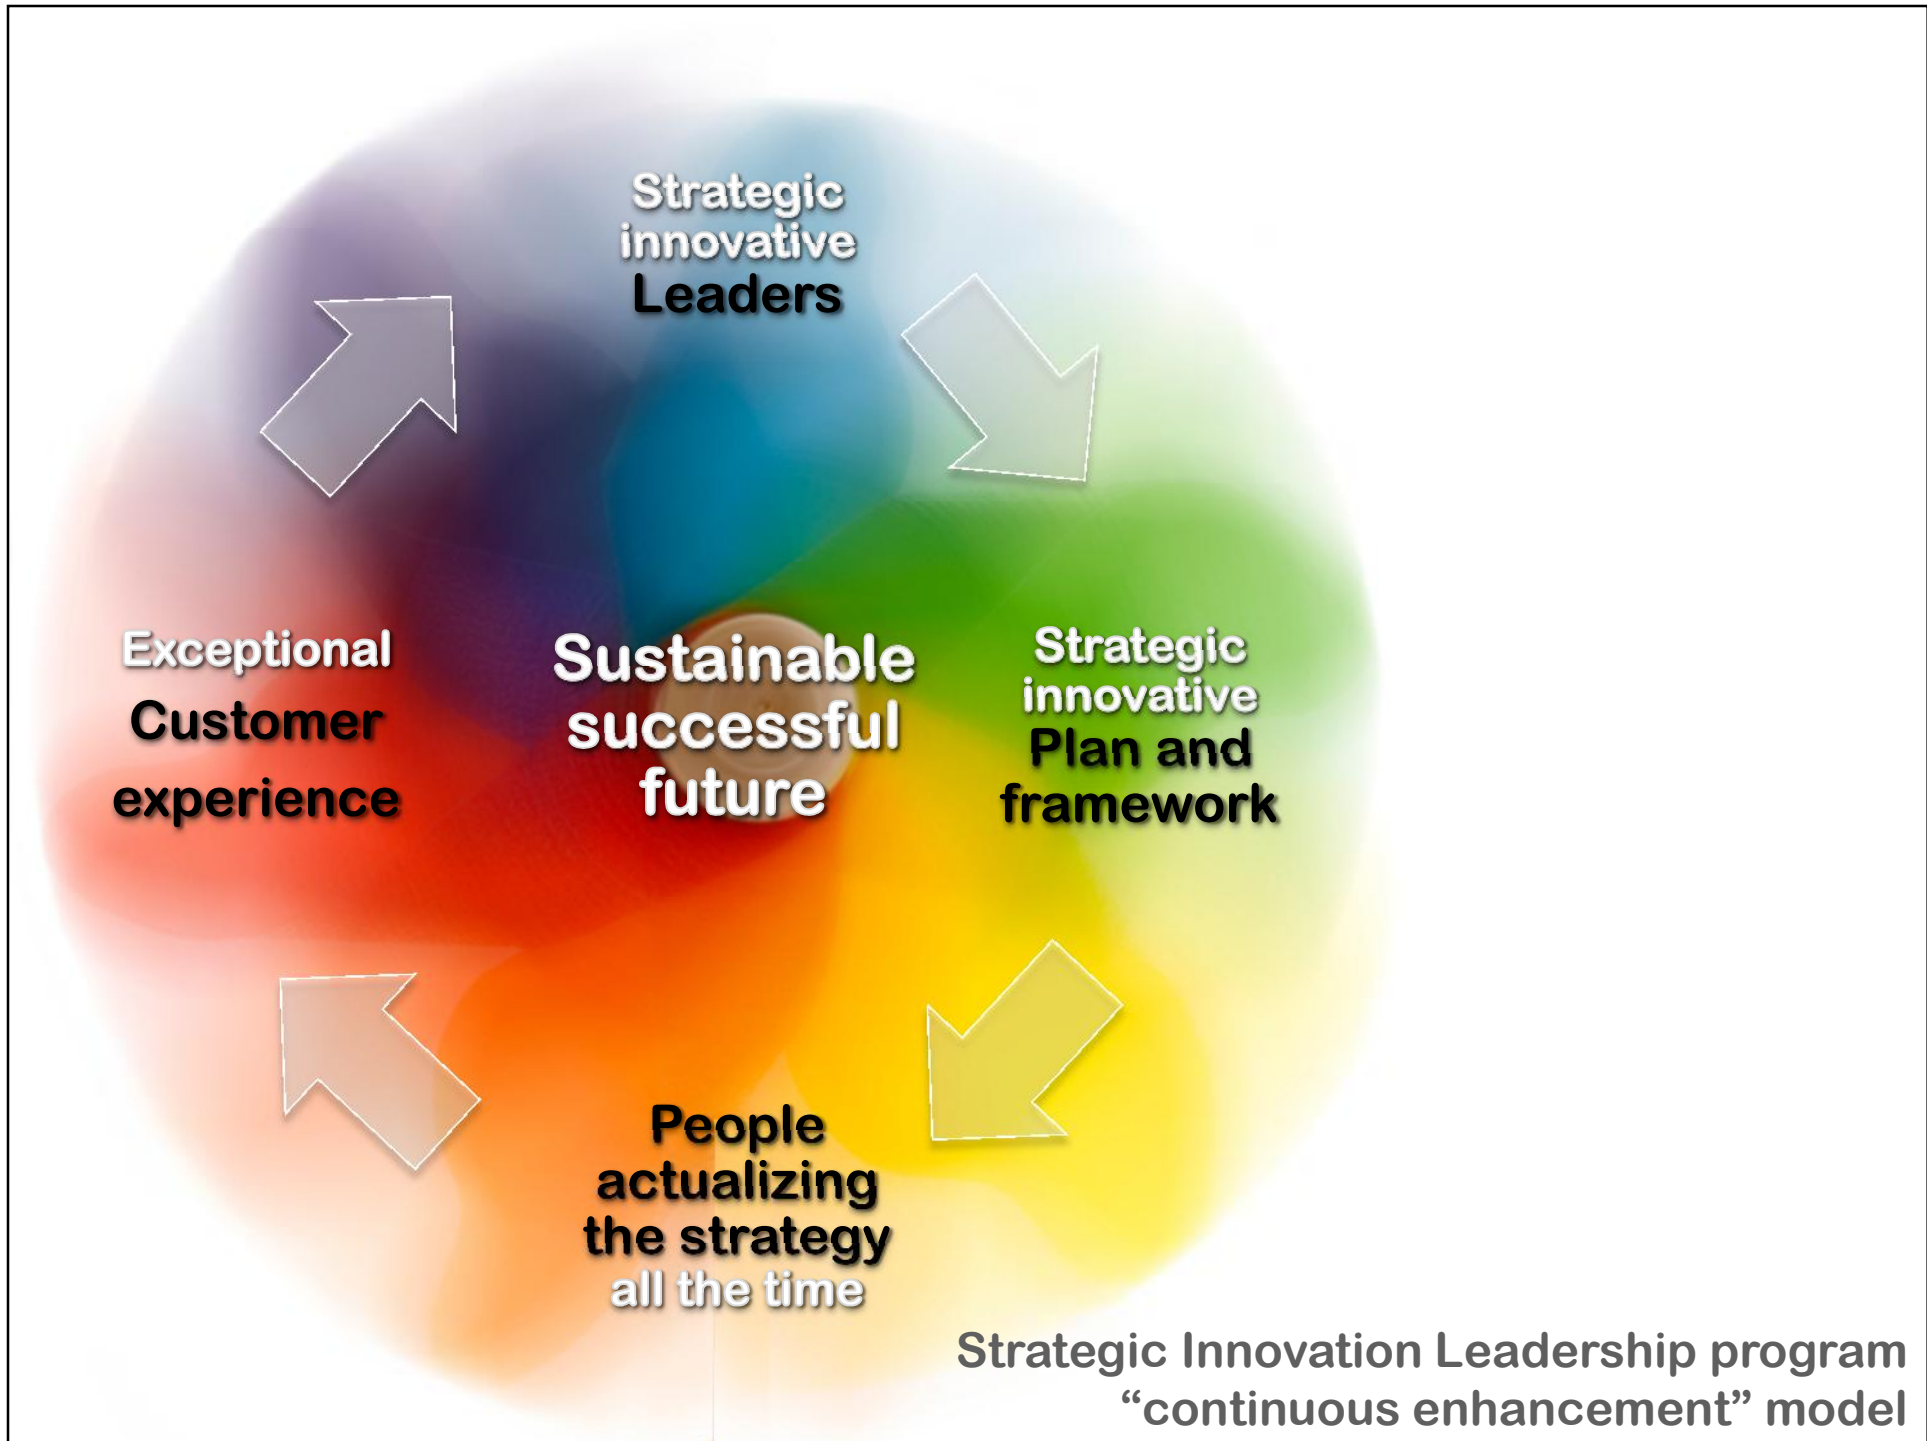 Strategic
innovative
Leaders
Exceptional
Customer
experience
Sustainable
successful
future
Strategic
innovative
Plan and
framework
People
actualizing
the strategy
all the time
Strategic Innovation Leadership program
“continuous enhancement” model